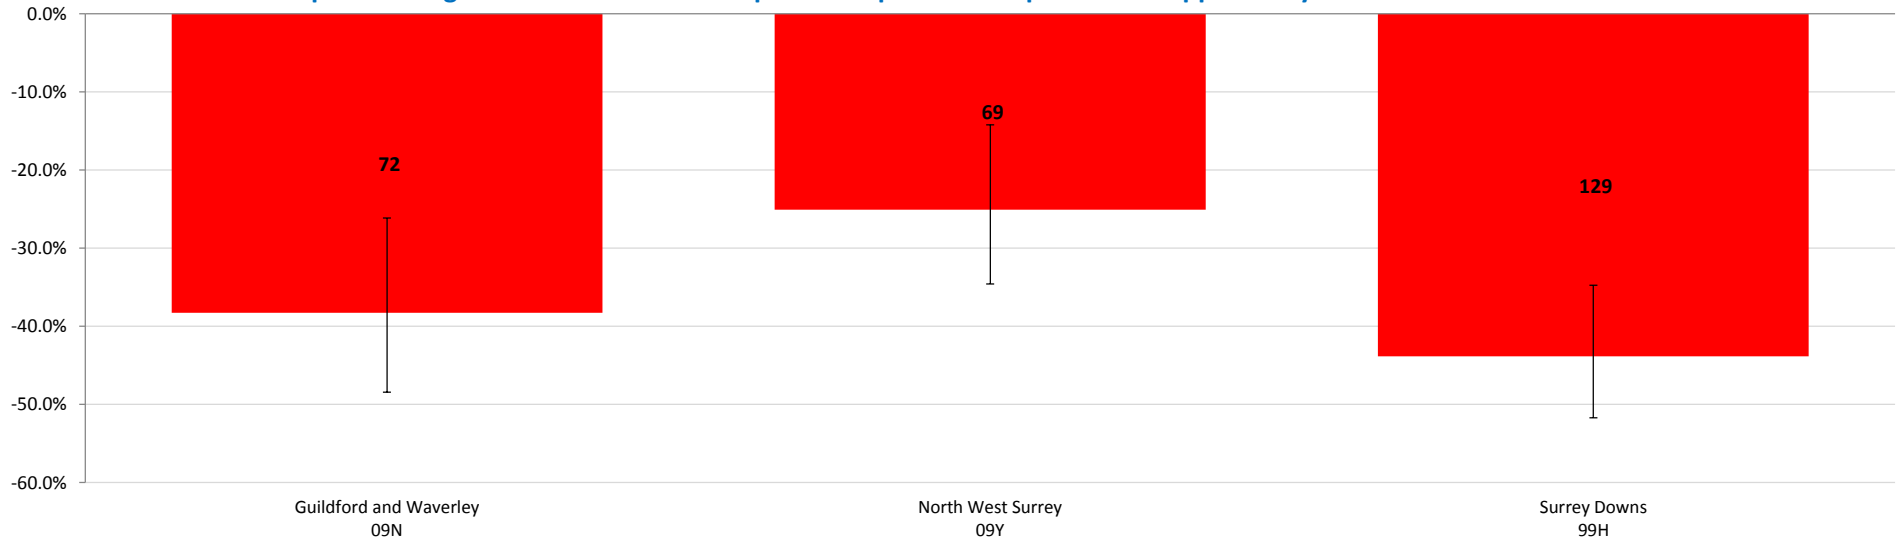 0.0%
-10.0%
-20.0%
-30.0%
-40.0%
-50.0%
-60.0%
72
69
129
Guildford and Waverley
09N
North West Surrey
09Y
Surrey Downs
99H